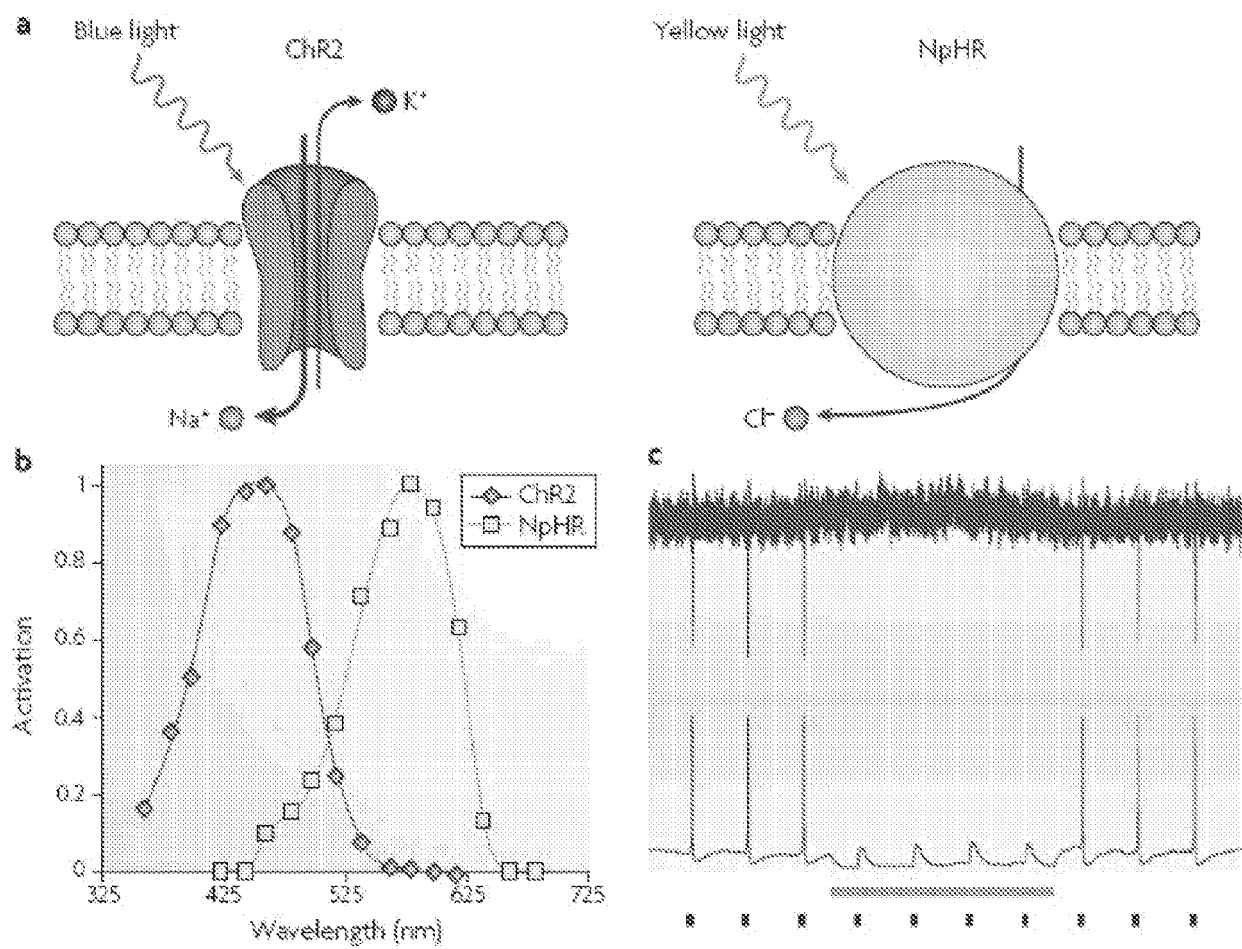 a
Blue light
ChR2
K⁺
Na⁺
Yellow light
NpHR
Cl⁻
b
1
0.8
0.6
0.4
0.2
0
Activation
325
425
525
625
725
Wavelength (nm)
ChR2
NpHR
c